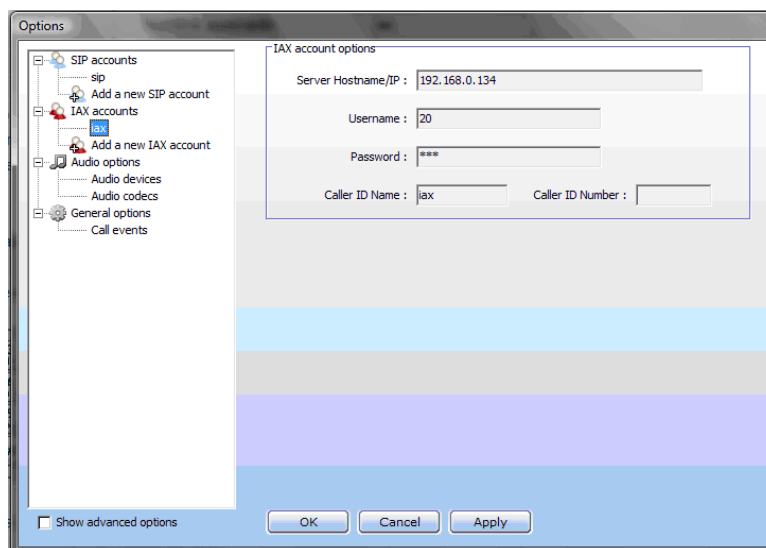 Options
SIP accounts
sip
Add a new SIP account
IAX accounts
iax
Add a new IAX account
Audio options
Audio devices
Audio codecs
General options
Call events
Show advanced options
IAX account options
Server Hostname/IP : 192.168.0.134
Username : 20
Password : ***
Caller ID Name : iax Caller ID Number :
OK Cancel Apply